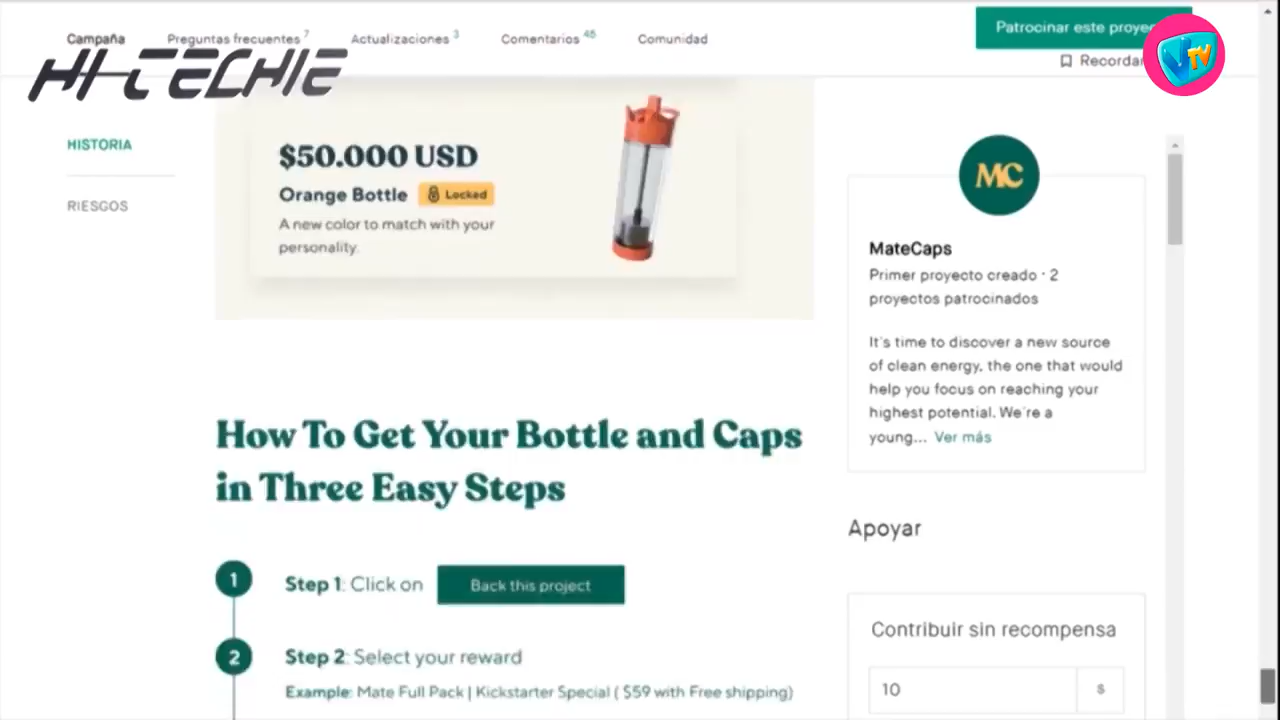 Campaña
Preguntas frecuentes 7
Actualizaciones 3
Comentarios 45
Comunidad
Patrocinar este
Recordar
HI-TECHIE
TV
HISTORIA
RIESGOS
$50.000 USD
Orange Bottle Locked
A new color to match with your
personality.
MC
MateCaps
Primer proyecto creado · 2
proyectos patrocinados
It's time to discover a new source
of clean energy, the one that would
help you focus on reaching your
highest potential. We're a
young... Ver más
How To Get Your Bottle and Caps
in Three Easy Steps
1 Step 1: Click on Back this project
2 Step 2: Select your reward
Example: Mate Full Pack | Kickstarter Special ( $59 with Free shipping)
Apoyar
Contribuir sin recompensa
10 $